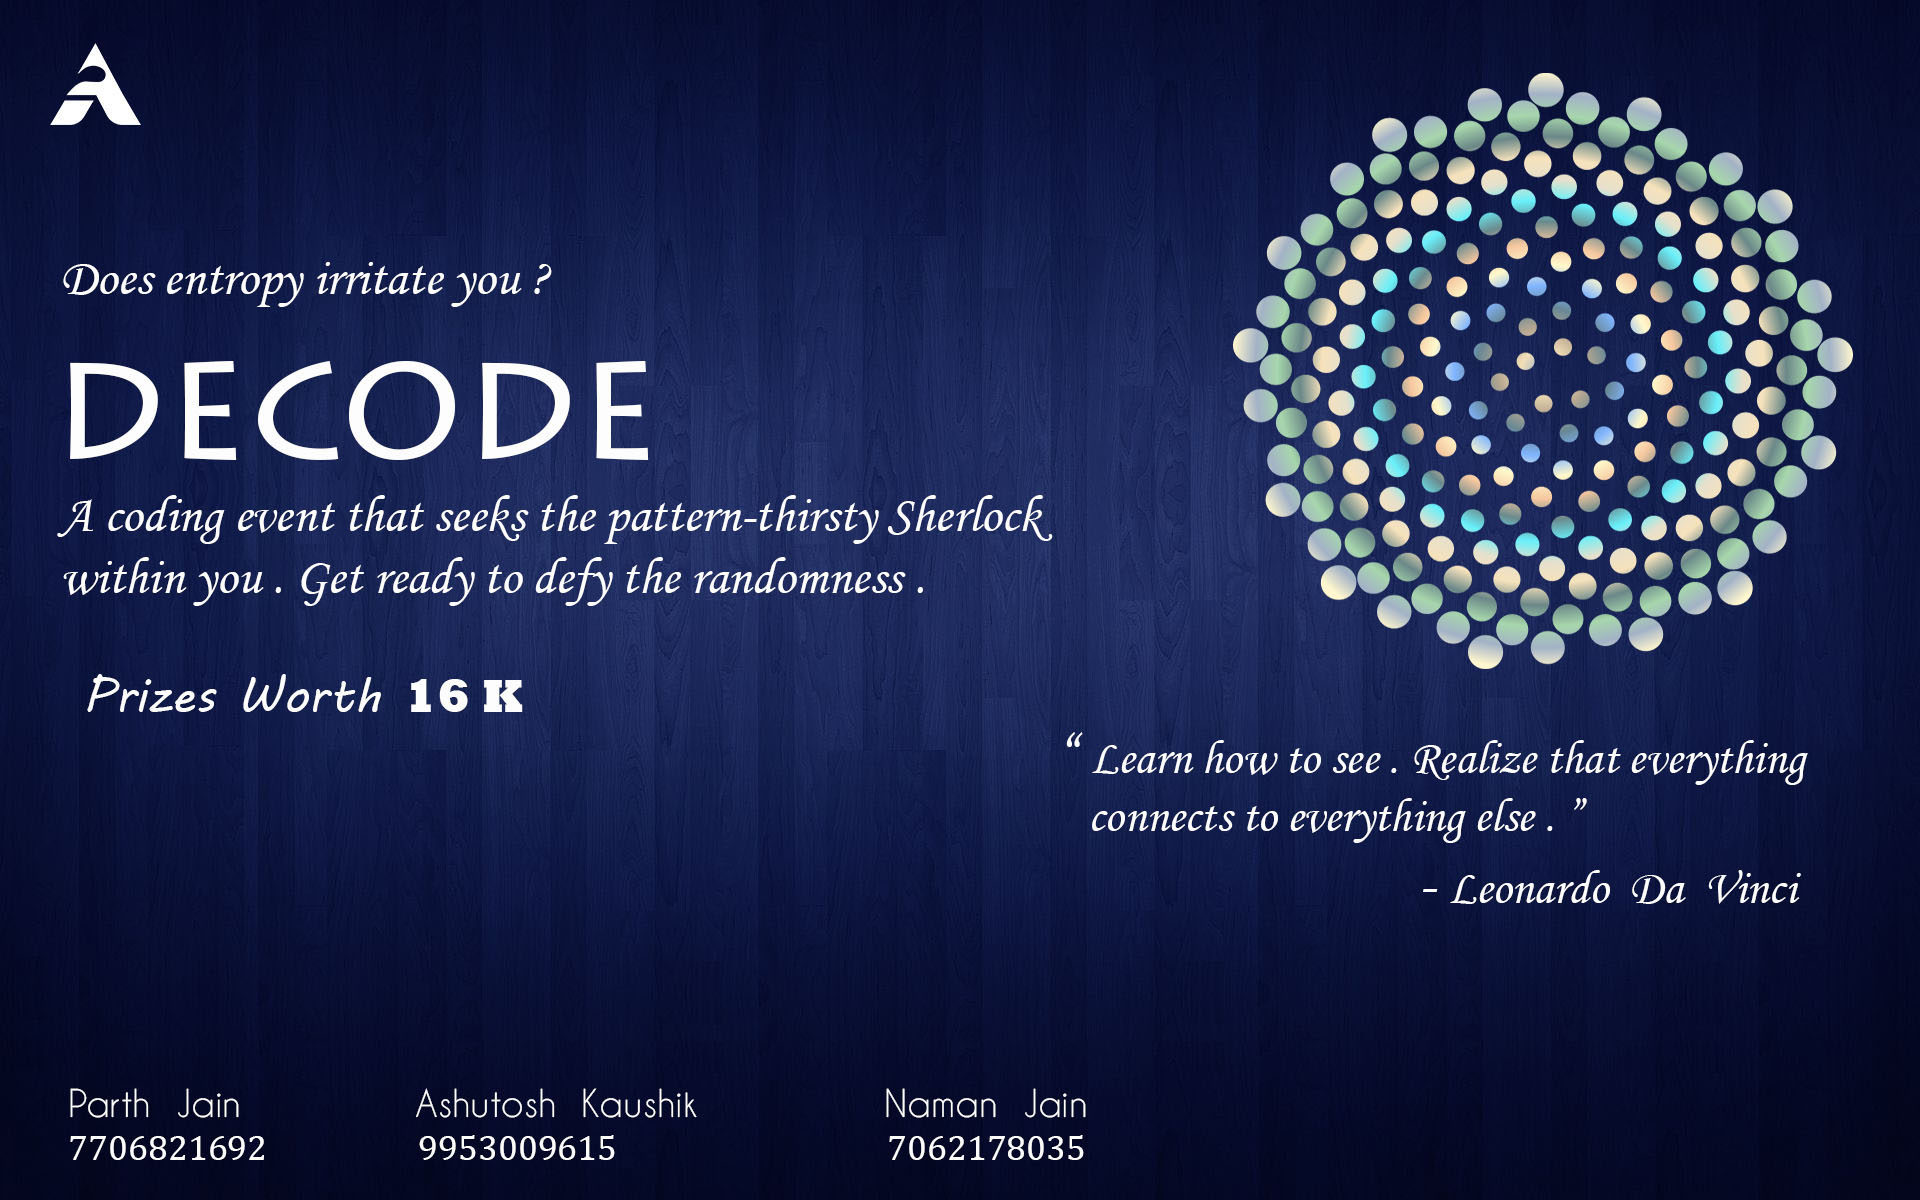 Does entropy irritate you ?
DECODE
A coding event that seeks the pattern-thirsty Sherlock
within you . Get ready to defy the randomness .
Prizes Worth 16 K
“ Learn how to see . Realize that everything
connects to everything else . ”
- Leonardo Da Vinci
Parth Jain
7706821692
Ashutosh Kaushik
9953009615
Naman Jain
7062178035